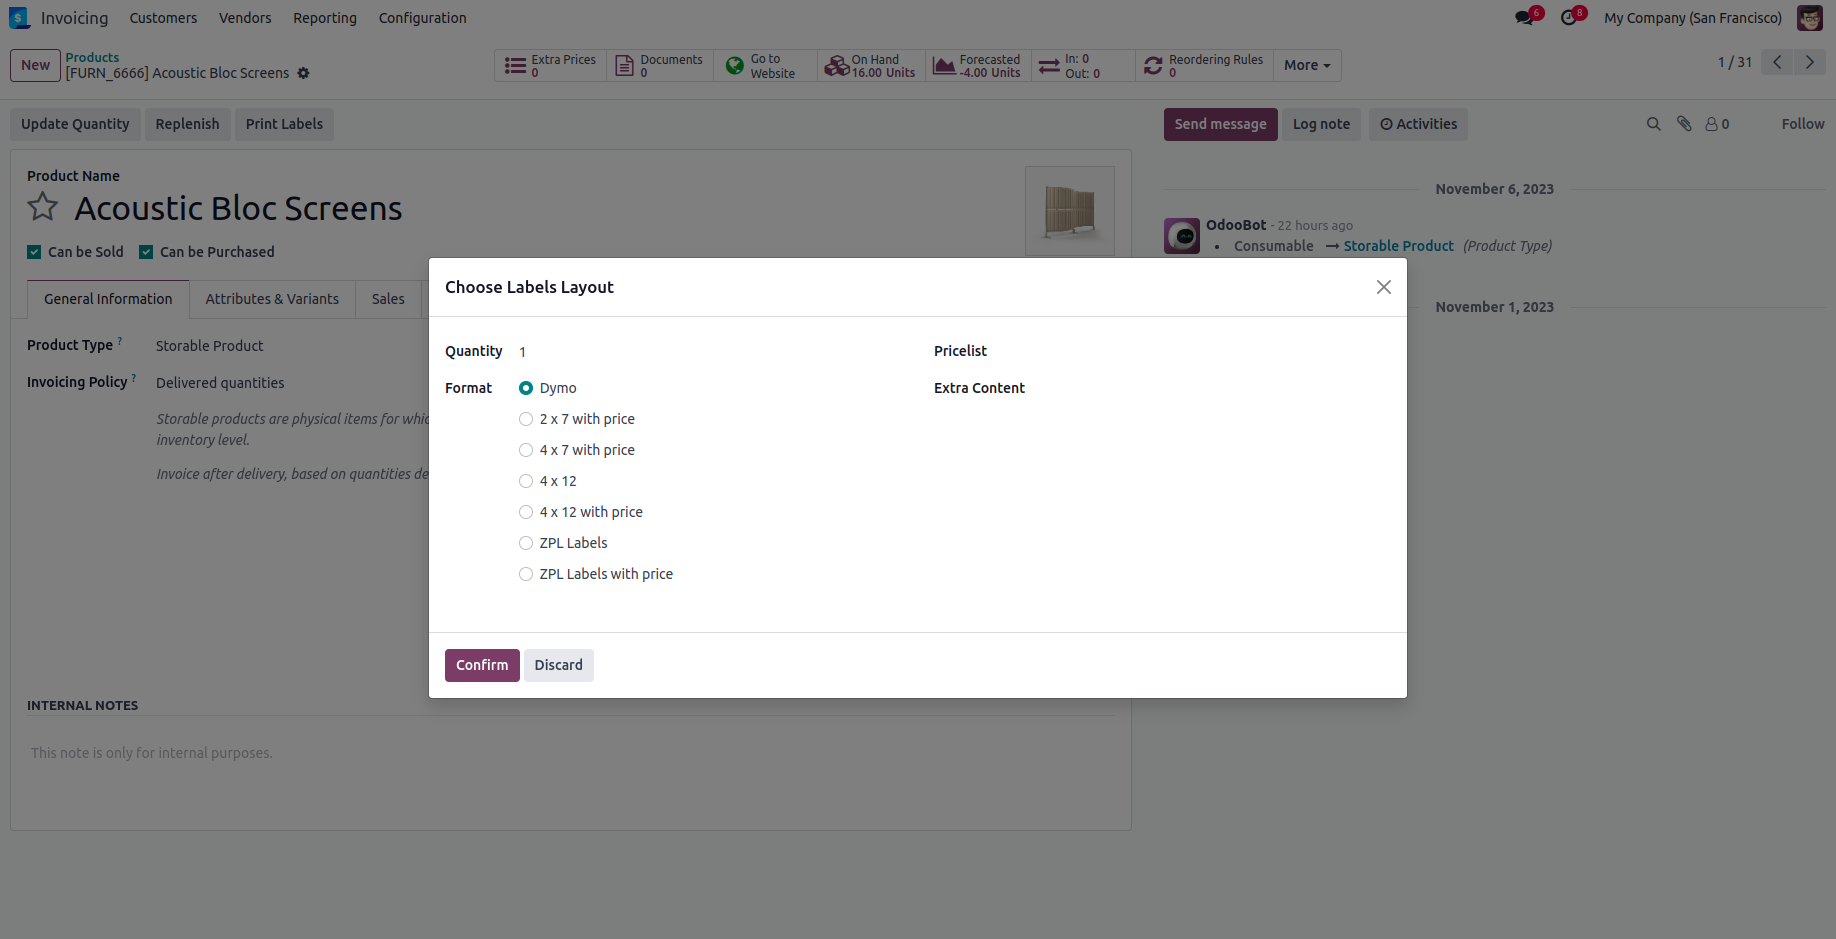 Invoicing Customers Vendors Reporting Configuration 6 8 My Company (San Francisco)
New Products
[FURN_6666] Acoustic Bloc Screens
Extra Prices
0
Documents
0
Go to
Website
On Hand
16.00 Units
Forecasted
-4.00 Units
In: 0
Out: 0
Reordering Rules
0
More
1 / 31
Update Quantity Replenish Print Labels
Send message Log note Activities 0 Follow
Product Name
Acoustic Bloc Screens
Can be Sold Can be Purchased
General Information Attributes & Variants Sales
Product Type ? Storable Product
Invoicing Policy ? Delivered quantities
Storable products are physical items for whic
inventory level.
Invoice after delivery, based on quantities de
INTERNAL NOTES
This note is only for internal purposes.
November 6, 2023
OdooBot - 22 hours ago
• Consumable → Storable Product (Product Type)
November 1, 2023
Choose Labels Layout
Quantity 1
Format Dymo
2 x 7 with price
4 x 7 with price
4 x 12
4 x 12 with price
ZPL Labels
ZPL Labels with price
Pricelist
Extra Content
Confirm Discard